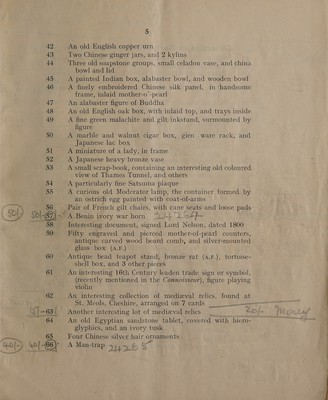 5
42 An old English copper urn
43 Two Chinese ginger jars, and 2 kylins
44 Three old soapstone groups, small celadon vase, and china
bowl and lid
45 A painted Indian box, alabaster bowl, and wooden bowl
46 A finely embroidered Chinese silk panel, in handsome
frame, inlaid mother-o'-pearl
47 An alabaster figure of Buddha
48 An old English oak box, with inlaid top, and trays inside
49 A fine green malachite and gilt inkstand, surmounted by
figure
50 A marble and walnut cigar box, glen ware rack, and
Japanese lac box
51 A miniature of a lady, in frame
52 A Japanese heavy bronze vase
53 A small scrap-book, containing an interesting old coloured
view of Thames Tunnel, and others
54 A particularly fine Satsuma plaque
55 A curious old Moderator lamp, the container formed by
an ostrich egg painted with coat-of-arms
56 Pair of French gilt chairs, with cane seats and loose pads
50/- 50/- 57 A Benin ivory war horn 24284
58 Interesting document, signed Lord Nelson, dated 1800
59 Fifty engraved and pierced mother-o'-pearl counters,
antique carved wood beard comb, and silver-mounted
glass box (A.F.)
60 Antique bead teapot stand, bronze rat (A.F.), tortoise-
shell box, and 3 other pieces
61 An interesting 16th Century leaden trade sign or symbol,
(recently mentioned in the Connoisseur), figure playing
violin
62 An interesting collection of mediæval relics, found at
St. Meols, Cheshire, arranged on 7 cards
63 Another interesting lot of mediæval relics 20/- Morey
64 An old Egyptian sandstone tablet, covered with hiero-
glyphics, and an ivory tusk
65 Four Chinese silver hair ornaments
40/- 40/- 66 A Man-trap 24285